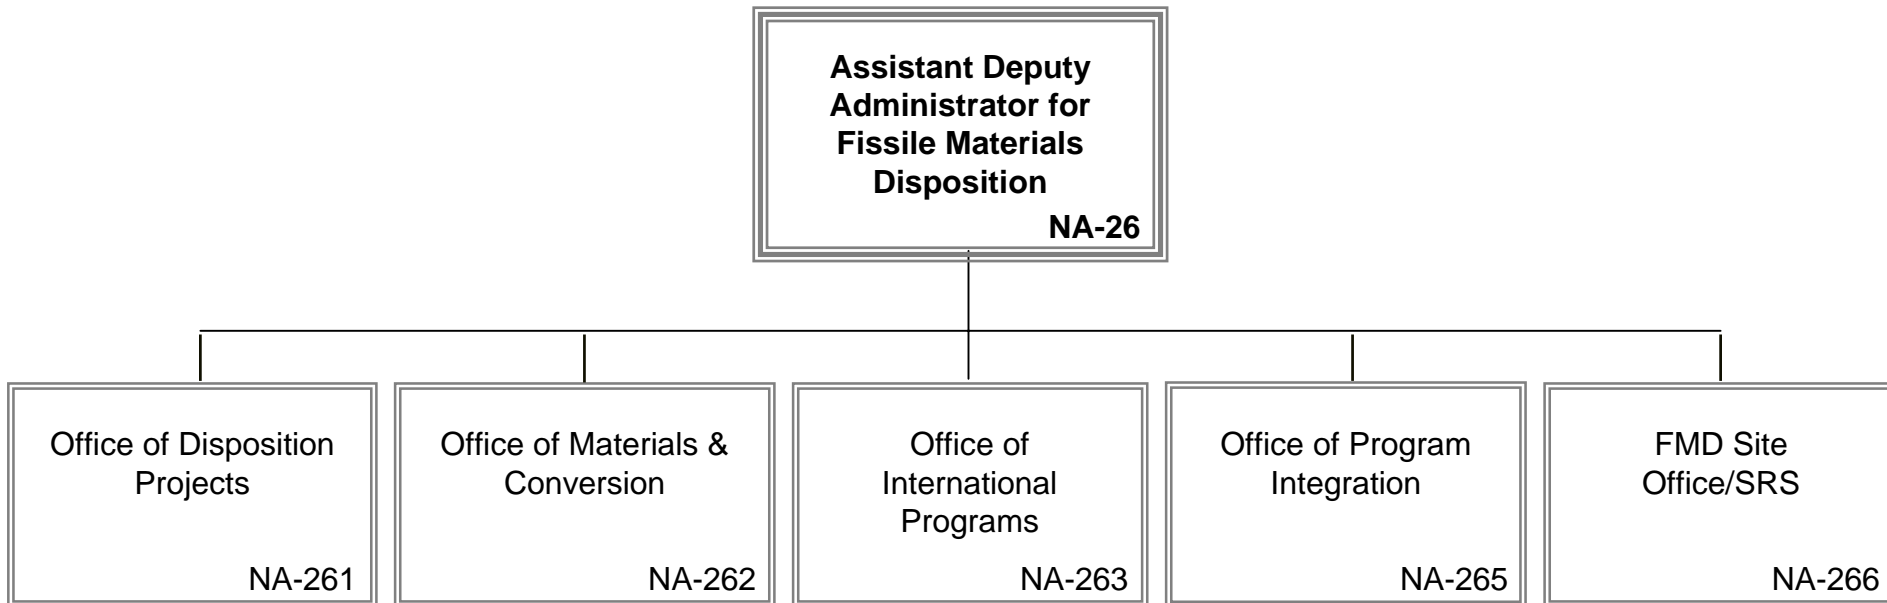 Assistant Deputy
Administrator for
Fissile Materials
Disposition
NA-26
Office of Disposition
Projects
NA-261
Office of Materials &
Conversion
NA-262
Office of
International
Programs
NA-263
Office of Program
Integration
NA-265
FMD Site
Office/SRS
NA-266